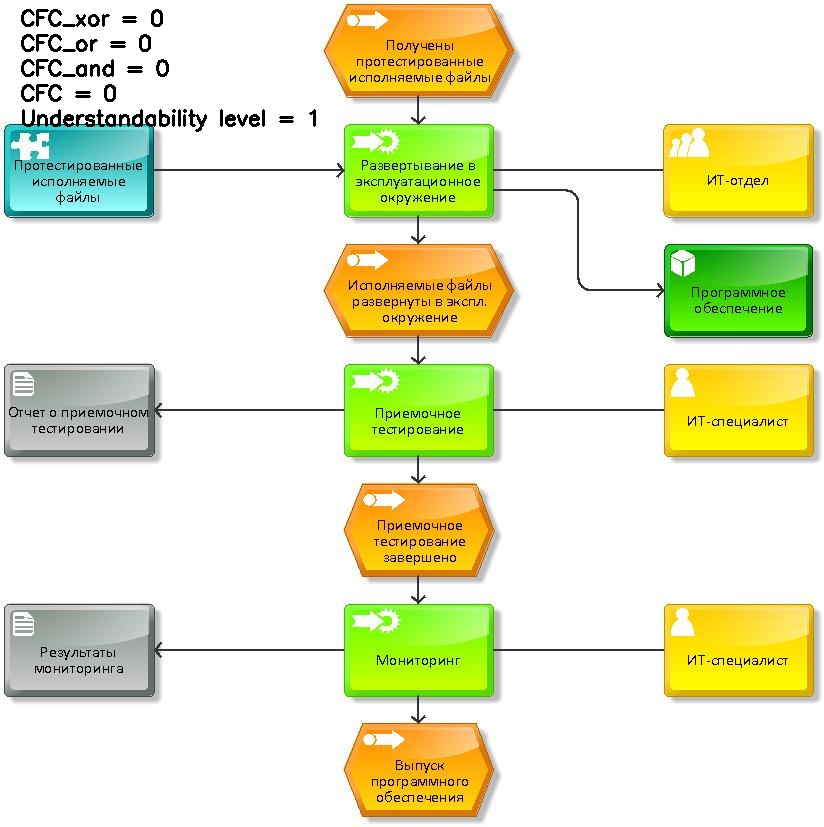 CFC_xor = 0
CFC_or = 0
CFC_and = 0
CFC = 0
Understandability level = 1
Получены
протестированные
исполняемые файлы
Протестированные
исполняемые
файлы
Развертывание в
эксплуатационное
окружение
ИТ-отдел
Исполняемые файлы
развернуты в экспл.
окружение
Программное
обеспечение
Отчет о приемочном
тестировании
Приемочное
тестирование
ИТ-специалист
Приемочное
тестирование
завершено
Результаты
мониторинга
Мониторинг
ИТ-специалист
Выпуск
программного
обеспечения